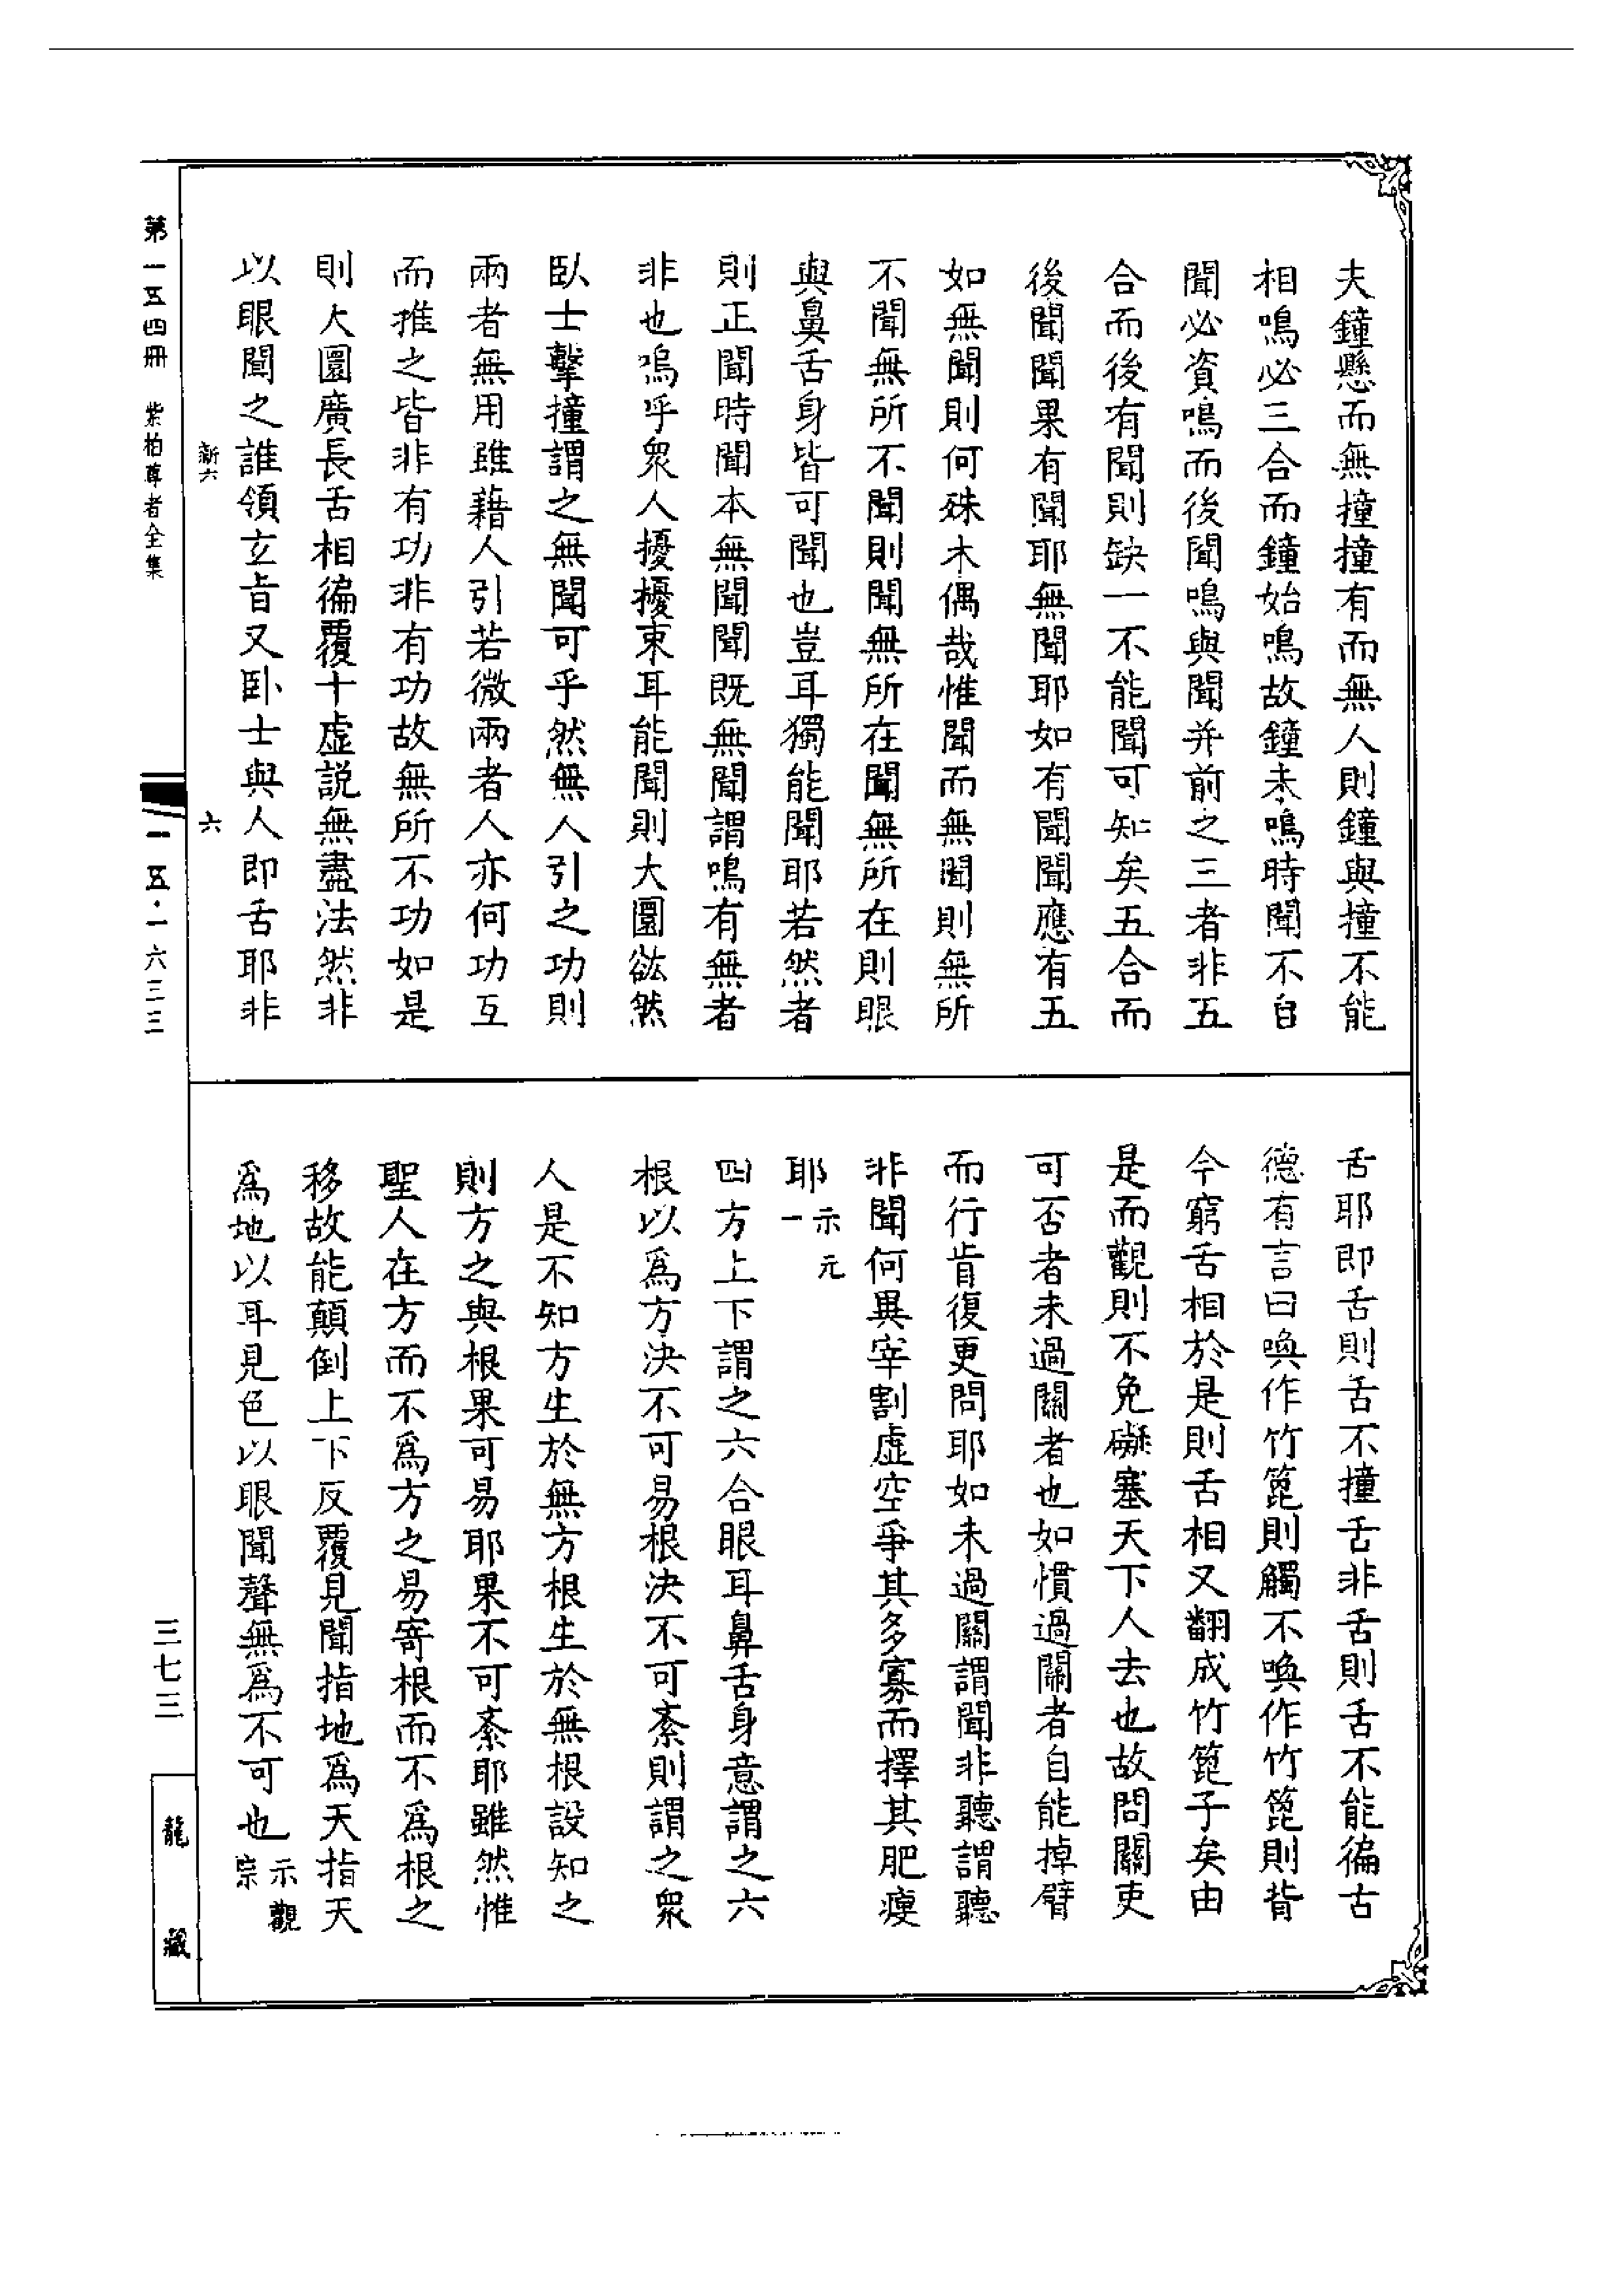 夫鐘懸而無撞撞有而無人則鐘與撞不能
相鳴必三合而鐘始鳴故鐘未鳴時聞不自
聞必資鳴而後聞鳴與聞并前之三者非五
合而後有聞則缺一不能聞可知矣五合而
後聞聞果有聞耶無聞耶如有聞聞應有五
如無聞則何殊木偶哉惟聞而無聞則無所
不聞無所不聞則聞無所在聞無所在則眼
與鼻舌身皆可聞也豈耳獨能聞耶若然者
則正聞時聞本無聞聞既無聞謂鳴有無者
非也嗚呼眾人擾擾束耳能聞則大圜欻然
臥士擊撞謂之無聞可乎然無人引之功則
兩者無用雖藉人引若微兩者人亦何功互
而推之皆非有功非有功故無所不功如是
則大圜廣長舌相徧覆十虛說無盡法然非
以眼聞之誰領玄旨又臥士與人即舌耶非
舌耶即舌則舌不撞舌非舌則舌不能徧古
德有言曰喚作竹篦則觸不喚作竹篦則背
今窮舌相於是則舌相又翻成竹篦子矣由
是而觀則不免礙塞天下人去也故問關吏
可否者未過關者也如慣過關者自能掉臂
而行肯復更問耶如未過關謂聞非聽謂聽
非聞何異宰割虛空爭其多寡而擇其肥瘦
耶示元一
四方上下謂之六合眼耳鼻舌身意謂之六
根以為方決不可易根決不可紊則謂之眾
人是不知方生於無方根生於無根設知之
則方之與根果可易耶果不可紊耶雖然惟
聖人在方而不為方之易寄根而不為根之
移故能顛倒上下反覆見聞指地為天指天
為地以耳見色以眼聞聲無為不可也示觀宗
新六
六
第一五四冊 紫柏尊者全集
一一五·一六三三
三七三
龍藏